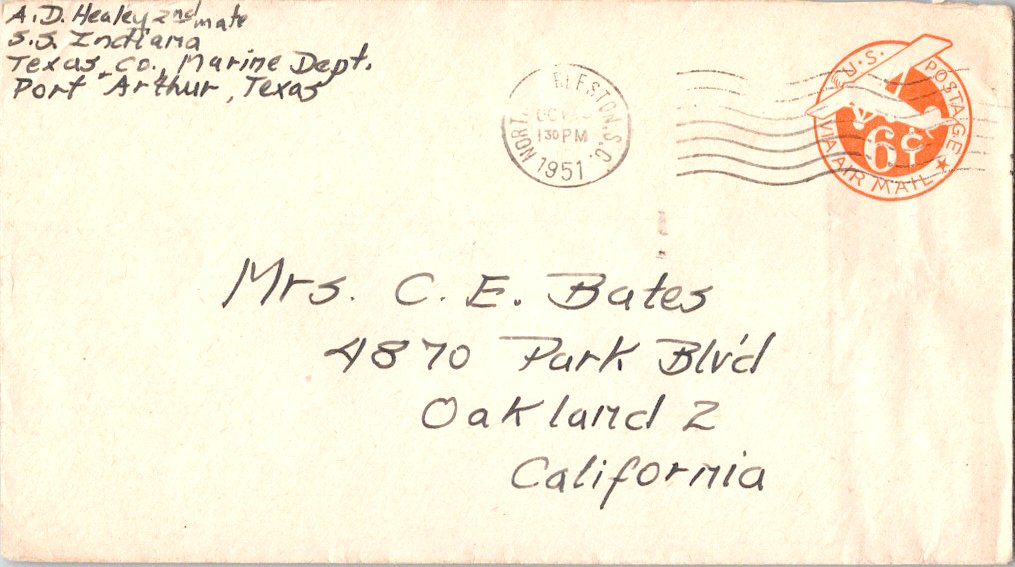 A.D. Healey 2nd mate
S.S. Indiana
Texas Co., Marine Dept.
Port Arthur, Texas
1 30 PM
1951
U.S. POSTAGE
6¢
VIA AIR MAIL
Mrs. C. E. Bates
4870 Park Blv'd
Oakland 2
California